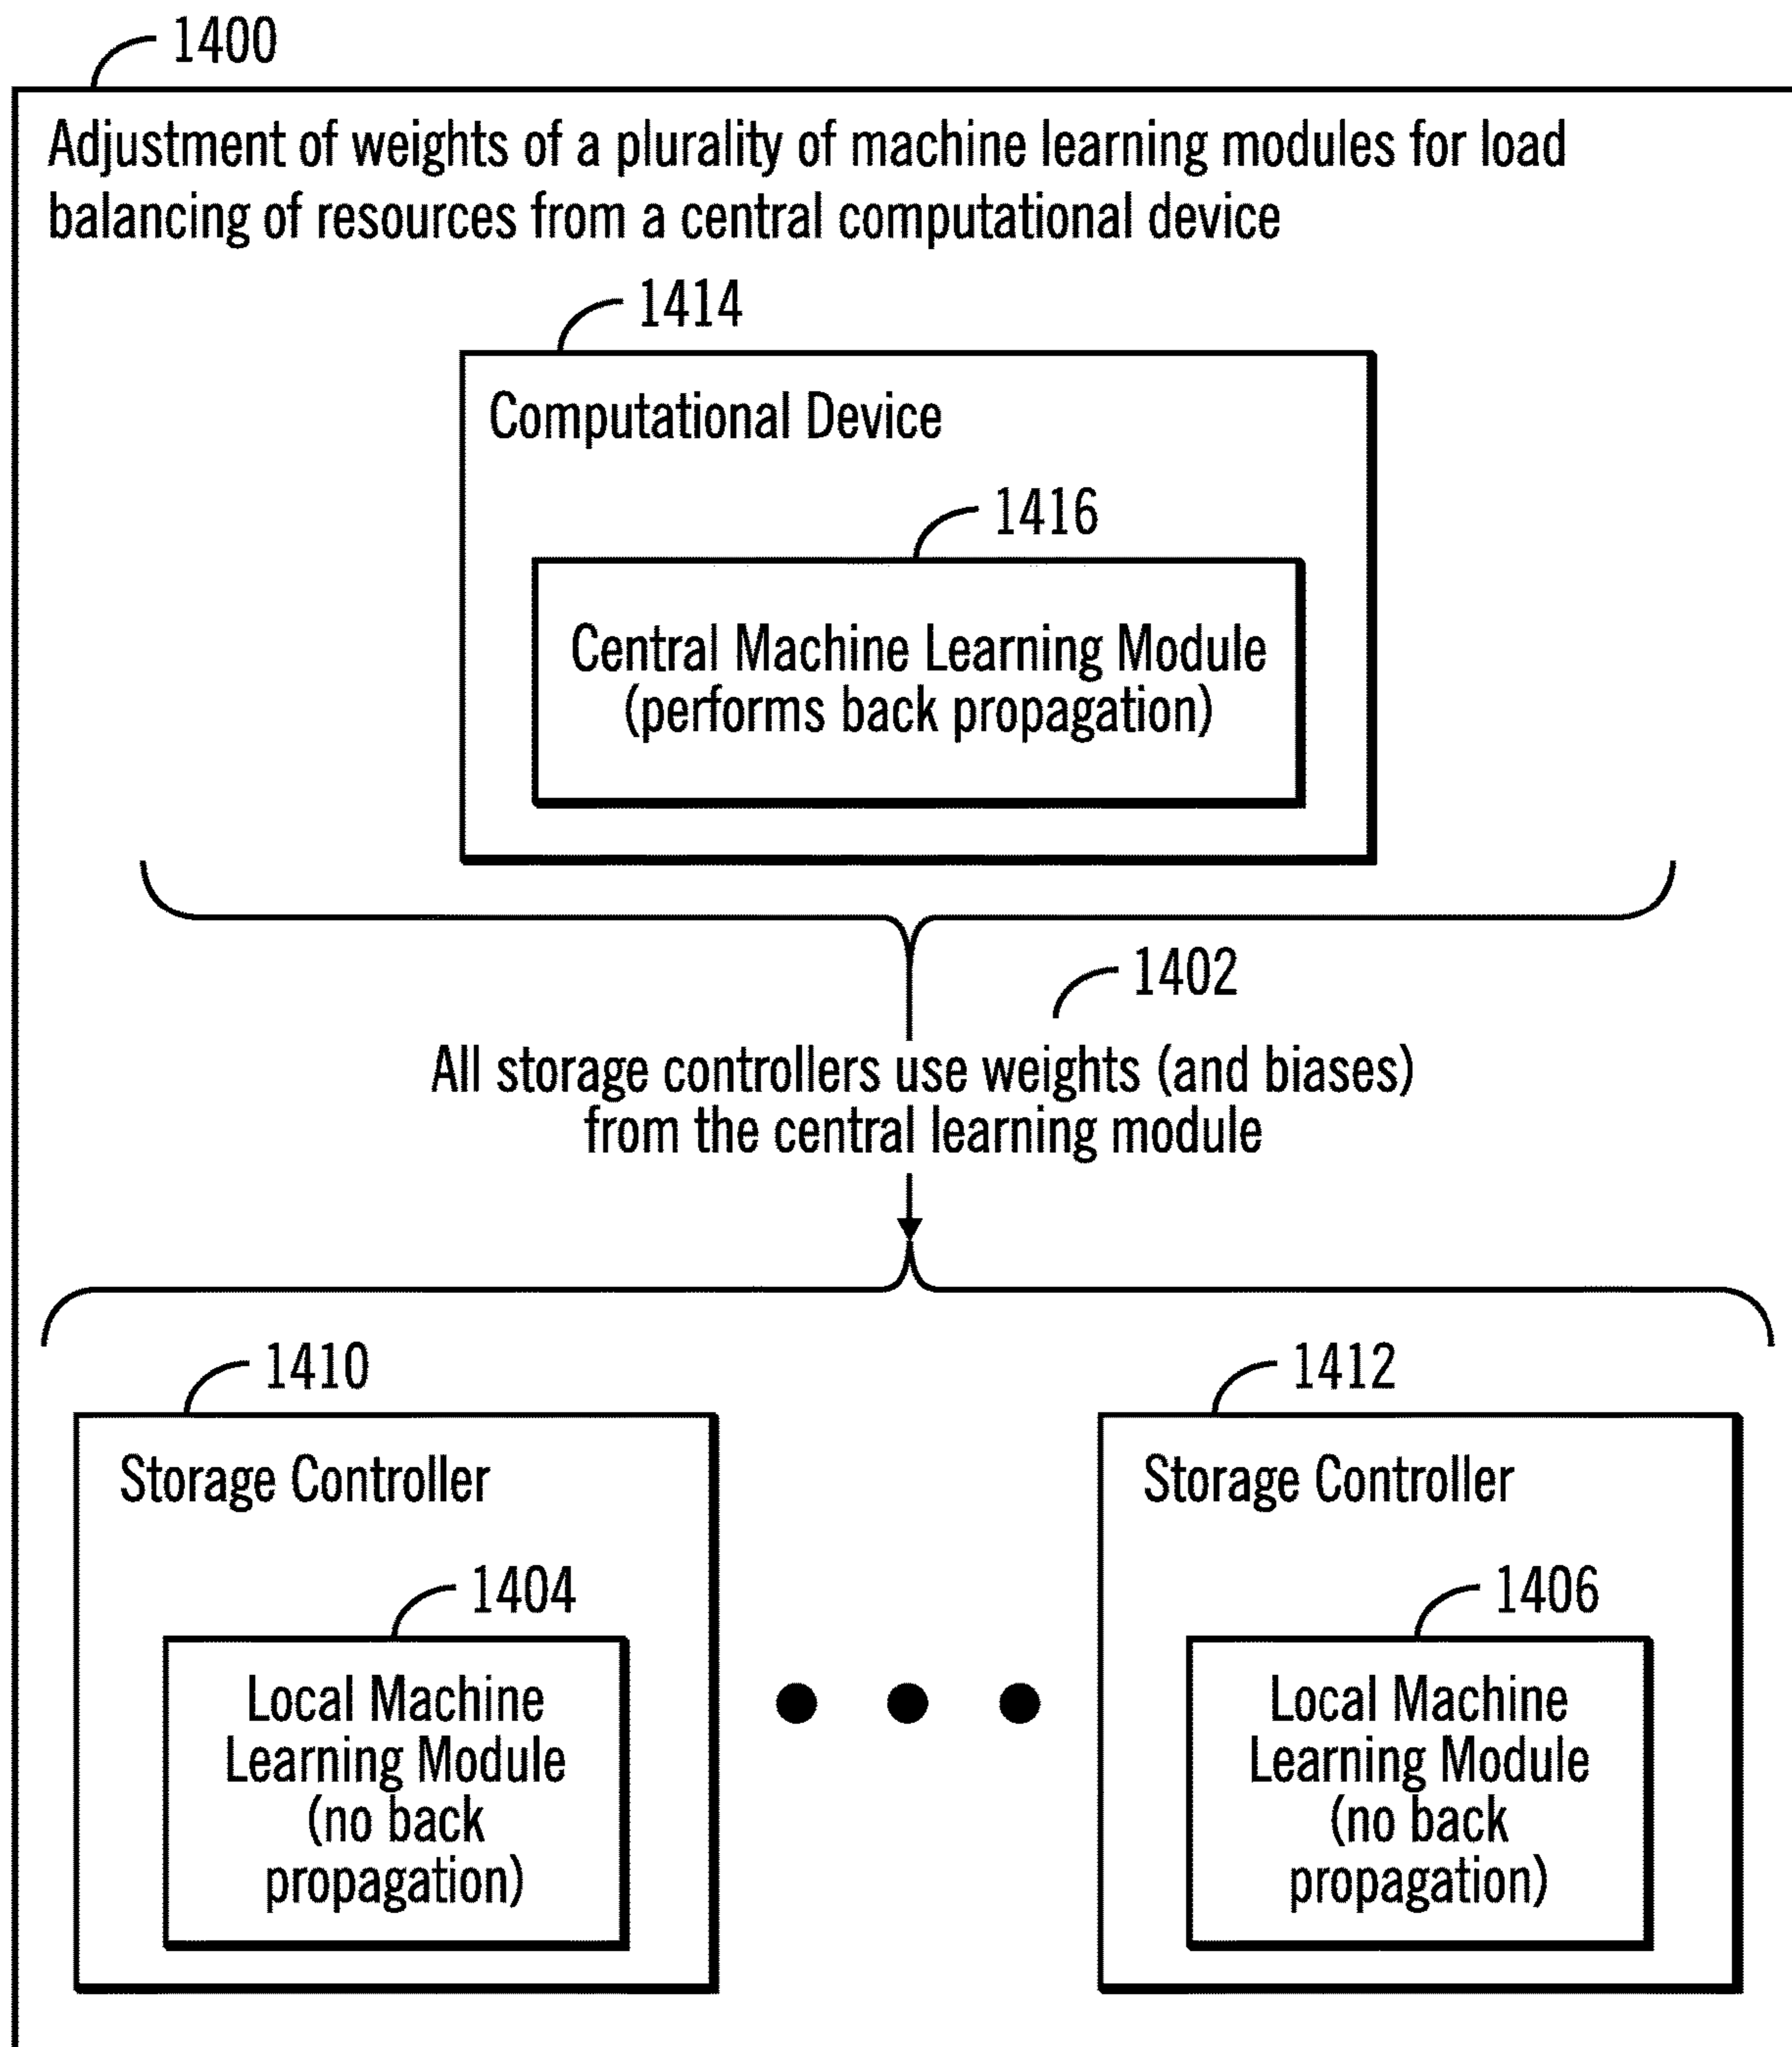 1400
Adjustment of weights of a plurality of machine learning modules for load
balancing of resources from a central computational device
1414
Computational Device
1416
Central Machine Learning Module
(performs back propagation)
1402
All storage controllers use weights (and biases)
from the central learning module
1410
Storage Controller
1404
Local Machine
Learning Module
(no back
propagation)
1412
Storage Controller
1406
Local Machine
Learning Module
(no back
propagation)